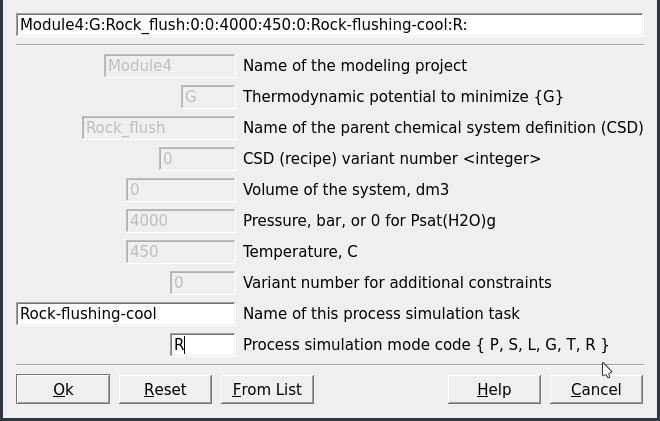 Module4:G:Rock_flush:0:0:4000:450:0:Rock-flushing-cool:R:
Module4 Name of the modeling project
G Thermodynamic potential to minimize {G}
Rock_flush Name of the parent chemical system definition (CSD)
0 CSD (recipe) variant number <integer>
0 Volume of the system, dm3
4000 Pressure, bar, or 0 for Psat(H2O)g
450 Temperature, C
0 Variant number for additional constraints
Rock-flushing-cool Name of this process simulation task
R Process simulation mode code { P, S, L, G, T, R }
Ok Reset From List Help Cancel